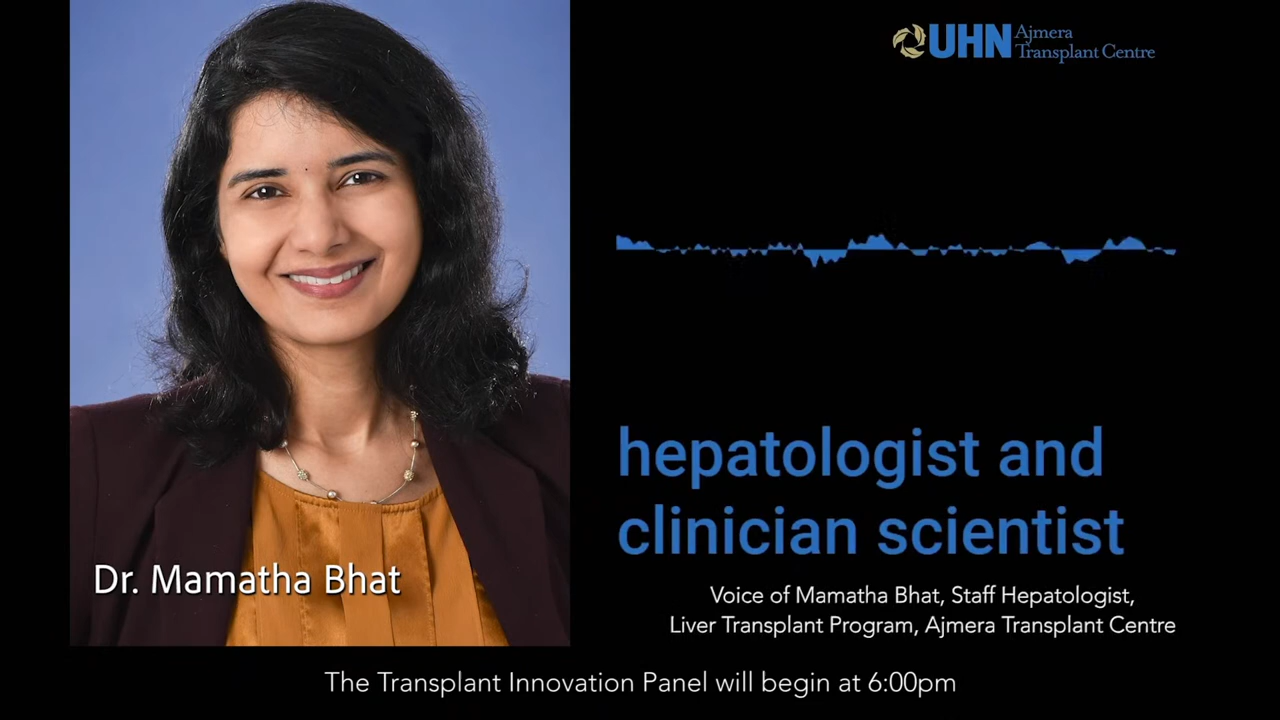 UHN Ajmera
Transplant Centre
hepatologist and
clinician scientist
Dr. Mamatha Bhat
Voice of Mamatha Bhat, Staff Hepatologist,
Liver Transplant Program, Ajmera Transplant Centre
The Transplant Innovation Panel will begin at 6:00pm